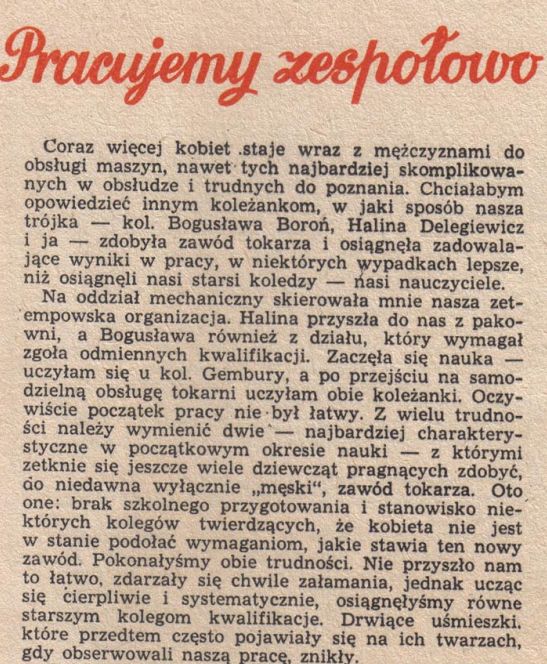 Pracujemy zespołowo
Coraz więcej kobiet staje wraz z mężczyznami do
obsługi maszyn, nawet tych najbardziej skomplikowa-
nych w obsłudze i trudnych do poznania. Chciałabym
opowiedzieć innym koleżankom, w jaki sposób nasza
trójka — kol. Bogusława Boroń, Halina Delegiewicz
i ja — zdobyła zawód tokarza i osiągnęła zadowala-
jące wyniki w pracy, w niektórych wypadkach lepsze,
niż osiągnęli nasi starsi koledzy — nasi nauczyciele.
Na oddział mechaniczny skierowała mnie nasza zet-
empowska organizacja. Halina przyszła do nas z pako-
wni, a Bogusława również z działu, który wymagał
zgoła odmiennych kwalifikacji. Zaczęła się nauka —
uczyłam się u kol. Gembury, a po przejściu na samo-
dzielną obsługę tokarni uczyłam obie koleżanki. Oczy-
wiście początek pracy nie był łatwy. Z wielu trudno-
ści należy wymienić dwie — najbardziej charaktery-
styczne w początkowym okresie nauki — z którymi
zetknie się jeszcze wiele dziewcząt pragnących zdobyć,
do niedawna wyłącznie „męski“, zawód tokarza. Oto
one: brak szkolnego przygotowania i stanowisko nie-
których kolegów twierdzących, że kobieta nie jest
w stanie podołać wymaganiom, jakie stawia ten nowy
zawód. Pokonałyśmy obie trudności. Nie przyszło nam
to łatwo, zdarzały się chwile załamania, jednak ucząc
się cierpliwie i systematycznie, osiągnęłyśmy równe
starszym kolegom kwalifikacje. Drwiące uśmieszki,
które przedtem często pojawiały się na ich twarzach,
gdy obserwowali naszą pracę, znikły.